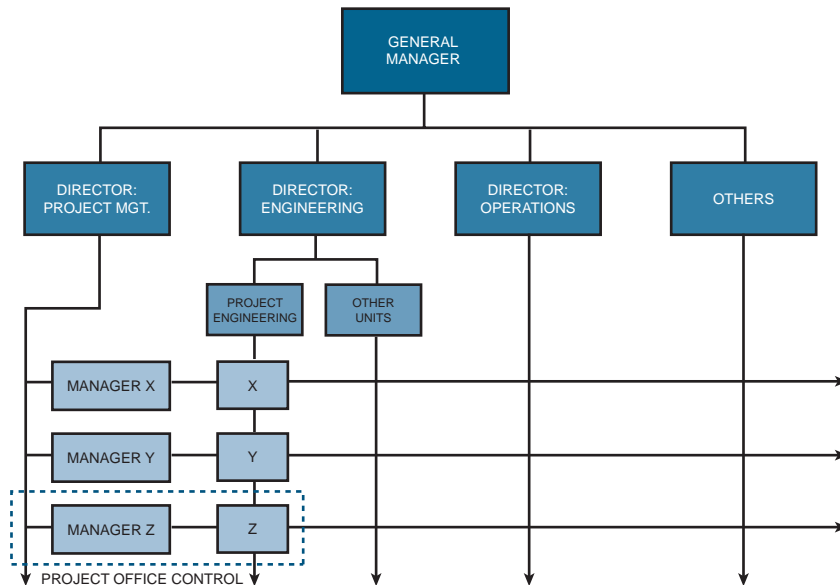 GENERAL
MANAGER
DIRECTOR:
PROJECT MGT.
DIRECTOR:
ENGINEERING
DIRECTOR:
OPERATIONS
OTHERS
PROJECT
ENGINEERING
OTHER
UNITS
MANAGER X
X
MANAGER Y
Y
MANAGER Z
Z
PROJECT OFFICE CONTROL